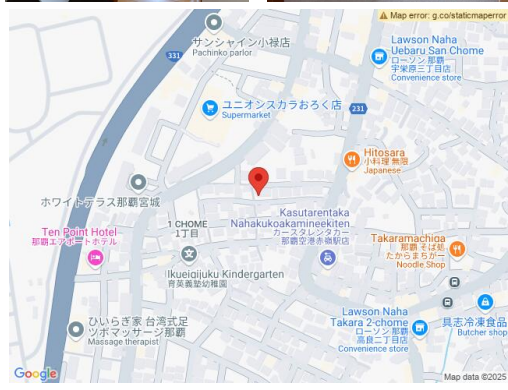 Map error: g.co/staticmaperror
サンシャイン小禄店
Pachinko parlor
331
Lawson Naha
Uebaru San Chome
ローソン 那覇
宇栄原三丁目店
Convenience store
ユニオンスカラおろく店
Supermarket
231
Hitosara
小料理 無限
Japanese
ホワイトテラス那覇宮城
Kasutarentaka
Nahakukoakamineekiten
カースタレンタカー
那覇空港赤嶺駅店
1 CHOME
1丁目
Ten Point Hotel
那覇エアポートホテル
Takaramachiga
那覇 そば処
たからまちがー
Noodle Shop
Ikueigijuku Kindergarten
育英義塾幼稚園
231
ひいらぎ家 台湾式足
ツボマッサージ那覇
Massage therapist
Lawson Naha
Takara 2-chome
ローソン 那覇
高良二丁目店
Convenience store
具志冷凍食品
Butcher shop
Google
Map data ©2025